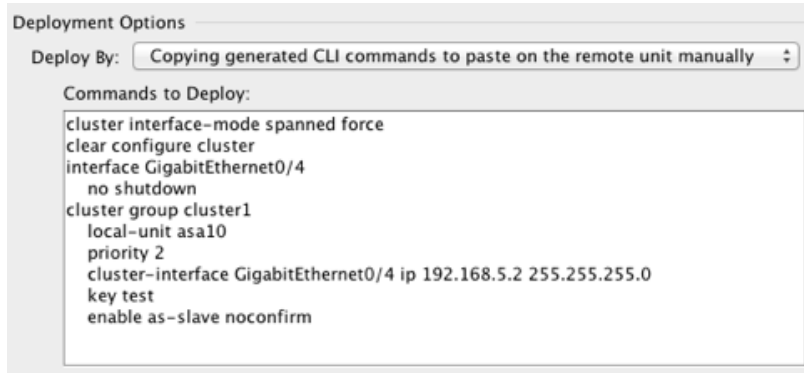 Deployment Options
Deploy By: Copying generated CLI commands to paste on the remote unit manually
Commands to Deploy:
cluster interface-mode spanned force
clear configure cluster
interface GigabitEthernet0/4
no shutdown
cluster group cluster1
local-unit asa10
priority 2
cluster-interface GigabitEthernet0/4 ip 192.168.5.2 255.255.255.0
key test
enable as-slave noconfirm